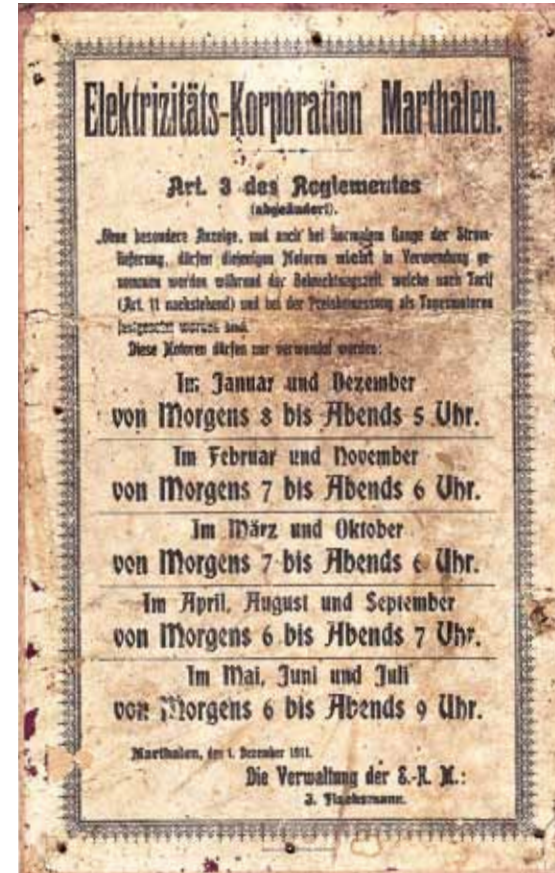 Elektrizitäts-Korporation Marthalen.
Art. 3 des Reglementes
(abgeändert).
„Ohne besondere Anzeige, und auch bei normalem Gange der Strom-
lieferung, dürfen diejenigen Motoren nicht in Verwendung ge-
nommen werden während der Beleuchtungszeit, welche nach Tarif
(Art. 11 nachstehend) und bei der Preisbemessung als Tagesmotoren
festgesetzt worden sind.
Diese Motoren dürfen nur verwendet werden:
Im Januar und Dezember
von Morgens 8 bis Abends 5 Uhr.
Im Februar und November
von Morgens 7 bis Abends 6 Uhr.
Im März und Oktober
von Morgens 7 bis Abends 6 Uhr.
Im April, August und September
von Morgens 6 bis Abends 7 Uhr.
Im Mai, Juni und Juli
von Morgens 6 bis Abends 9 Uhr.
Marthalen, den 1. Dezember 1911.
Die Verwaltung der E.-K. M.:
J.